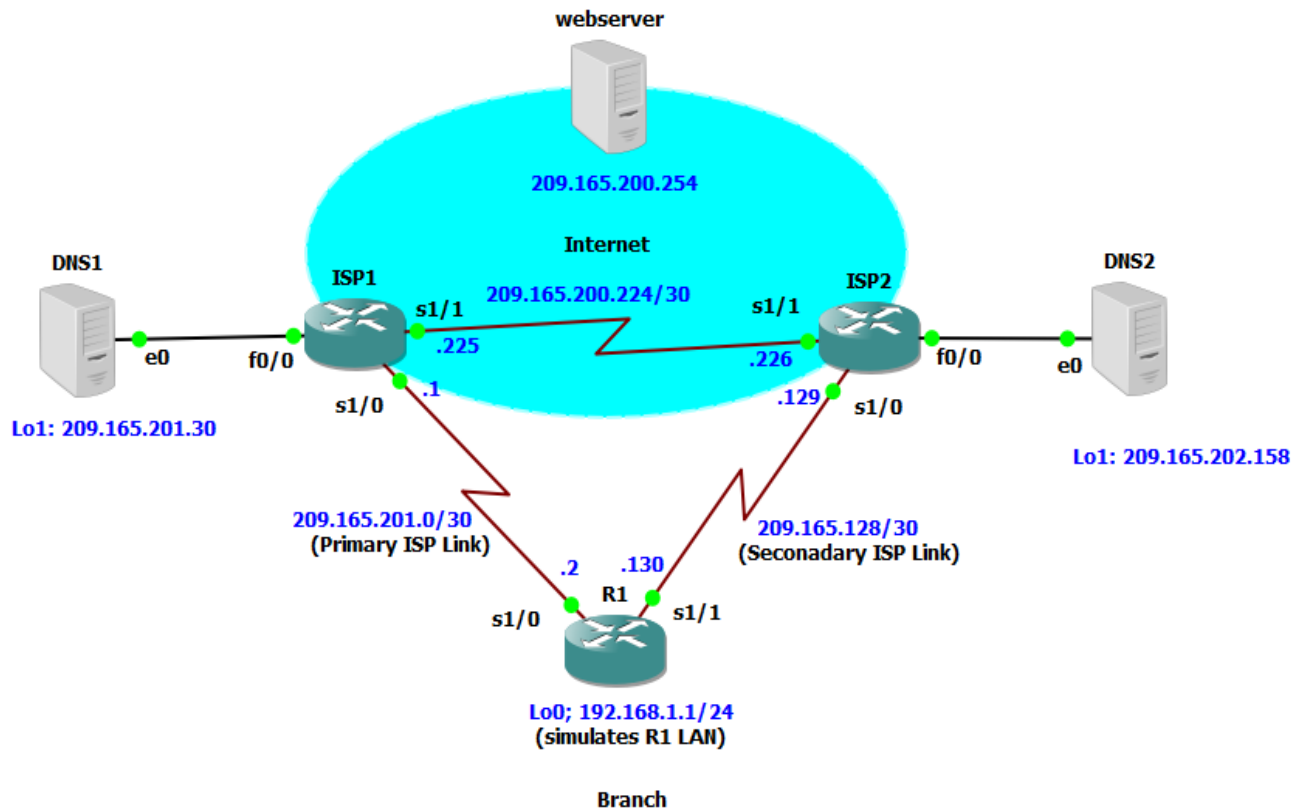 webserver
209.165.200.254
Internet
DNS1
ISP1
ISP2
DNS2
209.165.200.224/30
s1/1
s1/1
.225
.226
e0
f0/0
f0/0
e0
s1/0
.1
.129
s1/0
Lo1: 209.165.201.30
Lo1: 209.165.202.158
209.165.201.0/30
(Primary ISP Link)
209.165.128/30
(Seconadary ISP Link)
.2
.130
R1
s1/0
s1/1
Lo0; 192.168.1.1/24
(simulates R1 LAN)
Branch